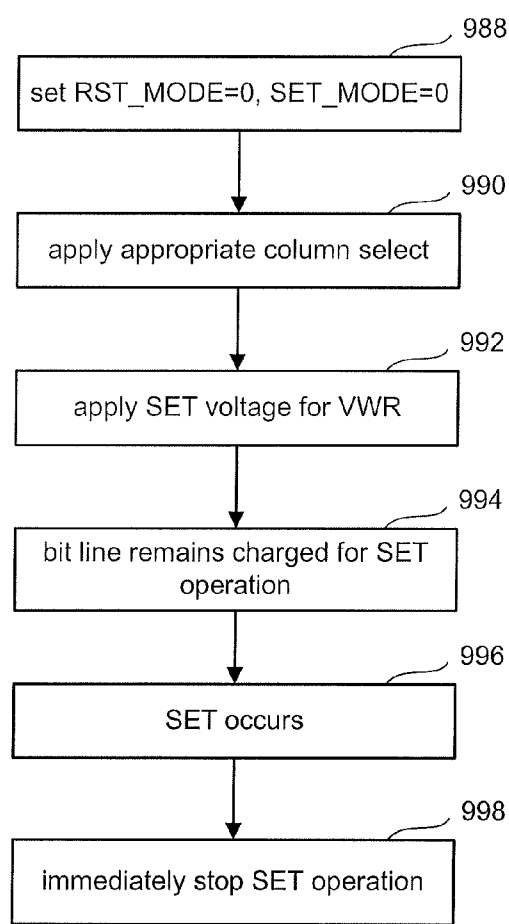 988
set RST_MODE=0, SET_MODE=0
990
apply appropriate column select
992
apply SET voltage for VWR
994
bit line remains charged for SET
operation
996
SET occurs
998
immediately stop SET operation